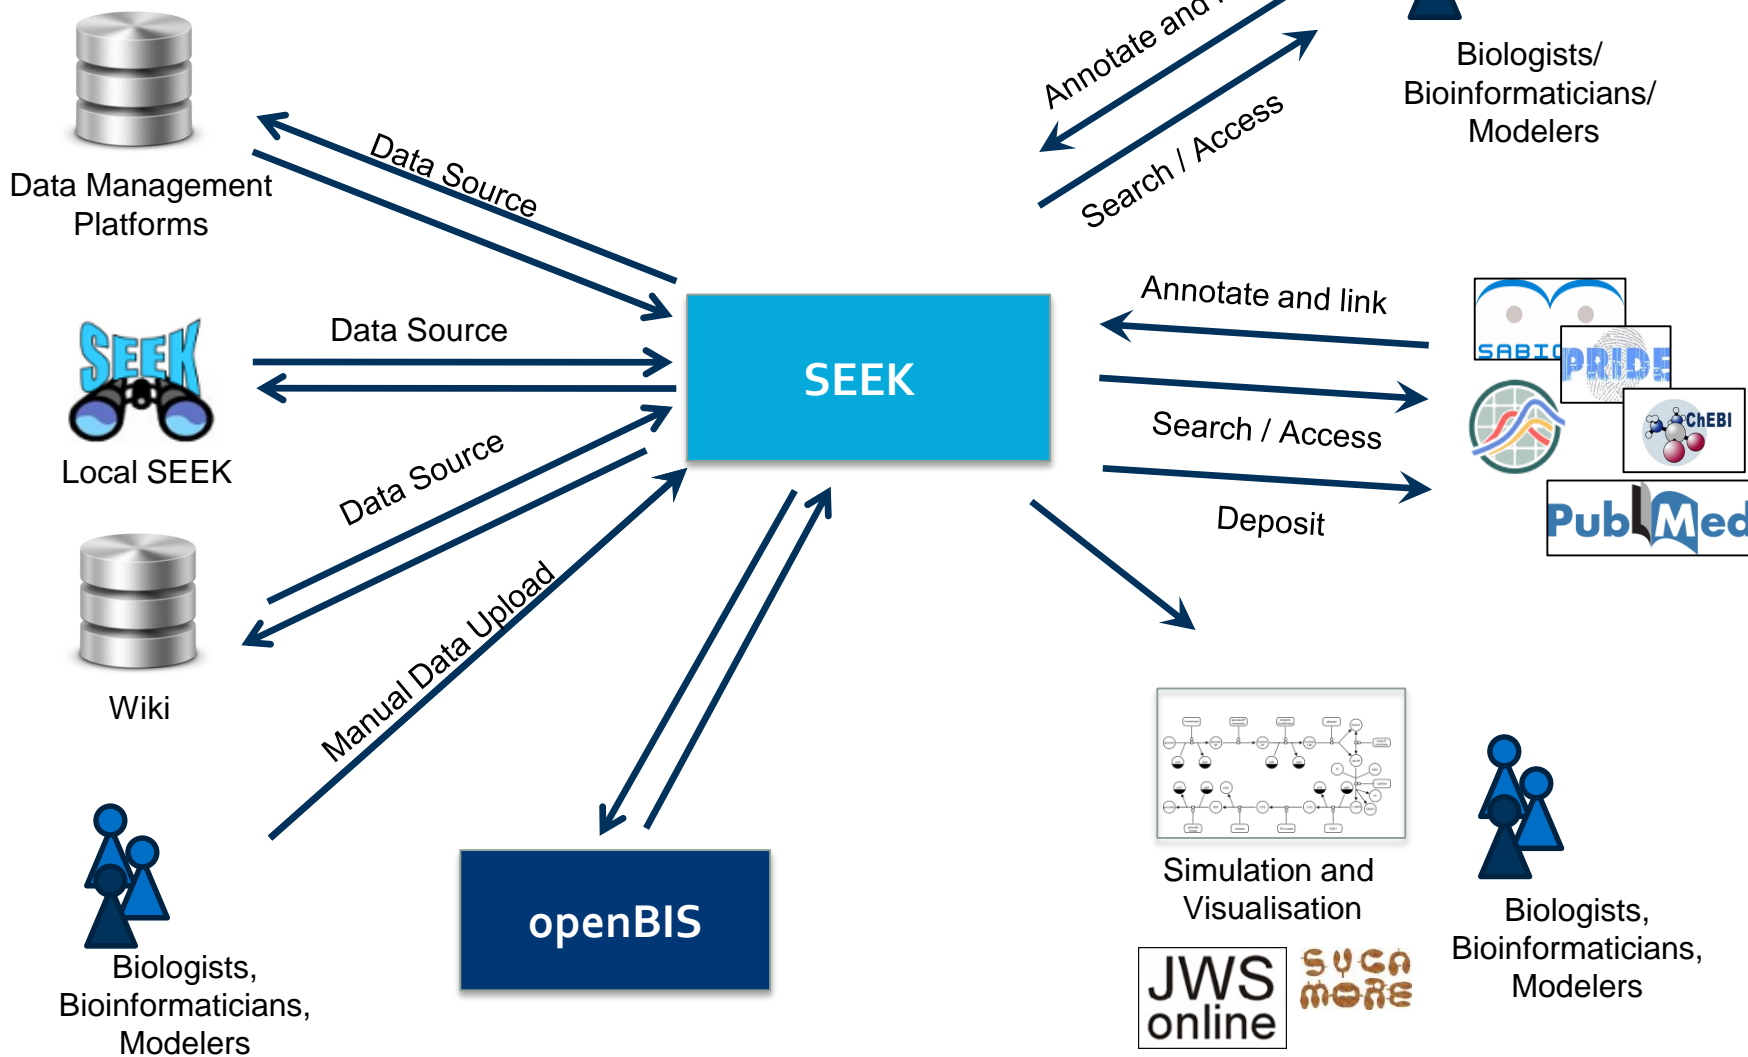 Annotate and
Biologists/
Bioinformaticians/
Modelers
Search / Access
Data Source
Data Management
Platforms
Annotate and link
SABIO
PRIDE
ChEBI
PubMed
Search / Access
Deposit
SEEK
Data Source
SEEK
Local SEEK
Data Source
Wiki
Manual Data Upload
openBIS
Biologists,
Bioinformaticians,
Modelers
Simulation and
Visualisation
JWS
online
SYCA
MORE
Biologists,
Bioinformaticians,
Modelers